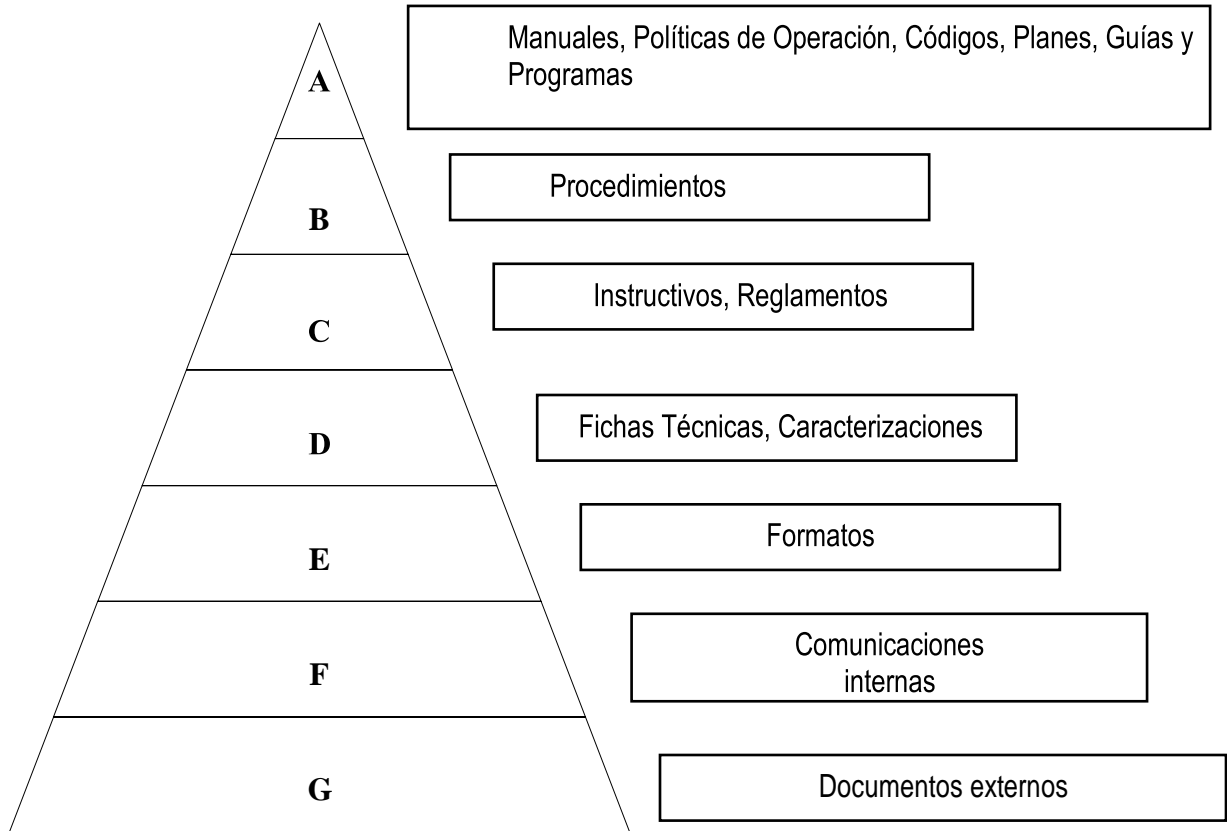 A
Manuales, Políticas de Operación, Códigos, Planes, Guías y
Programas
B
Procedimientos
C
Instructivos, Reglamentos
D
Fichas Técnicas, Caracterizaciones
E
Formatos
F
Comunicaciones
internas
G
Documentos externos